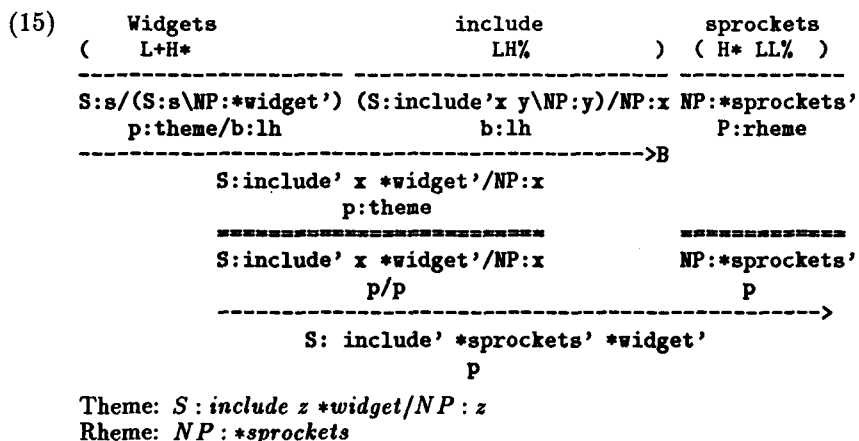 (15) Widgets include sprockets
( L+H* LH% ) ( H* LL% )
--------------------- ------------------------- --------------
S:s/(S:s\NP:*widget') (S:include'x y\NP:y)/NP:x NP:*sprockets'
p:theme/b:lh b:lh P:rheme
--------------------------------------------->B
S:include' x *widget'/NP:x
p:theme
========================== =============
S:include' x *widget'/NP:x NP:*sprockets'
p/p p
------------------------------------------------>
S: include' *sprockets' *widget'
p
Theme: S : include z *widget/NP : z
Rheme: NP : *sprockets